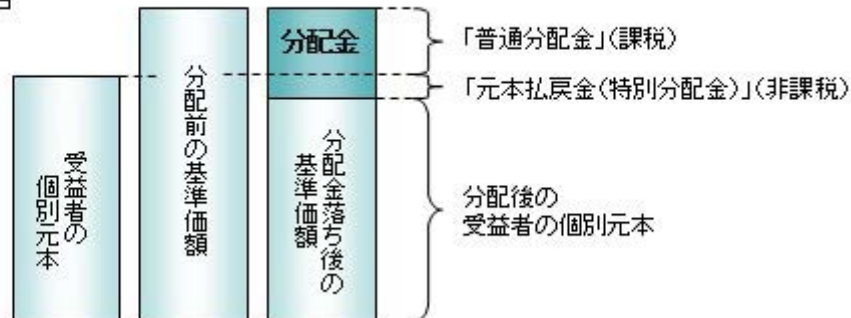 分配金
「普通分配金」(課税)
「元本払戻金(特別分配金)」(非課税)
受益者の
個別元本
分配前の基準価額
分配金落ち後の
基準価額
分配後の
受益者の個別元本